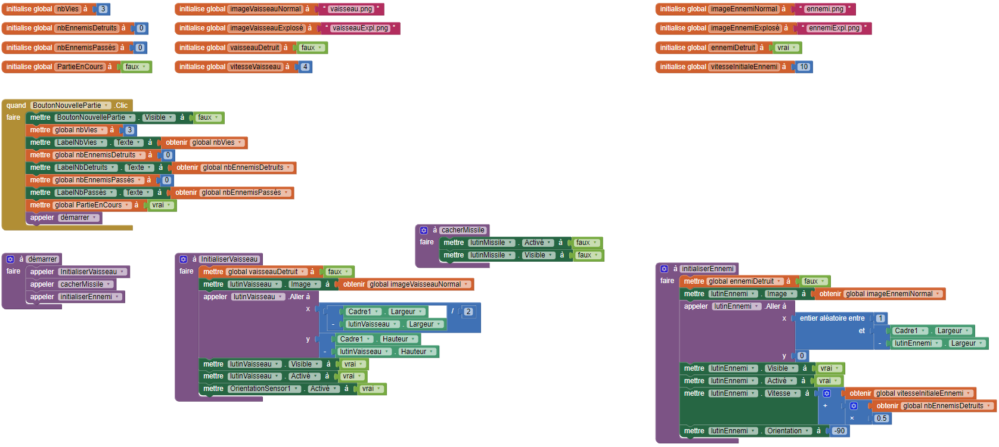 initialise global nbVies à 3
initialise global nbEnnemisDetruits à 0
initialise global nbEnnemisPassés à 0
initialise global PartieEnCours à faux
initialise global imageVaisseauNormal à “ vaisseau.png ”
initialise global imageVaisseauExplosé à “ vaisseauExpl.png ”
initialise global vaisseauDetruit à faux
initialise global vitesseVaisseau à 4
initialise global imageEnnemiNormal à “ ennemi.png ”
initialise global imageEnnemiExplosé à “ ennemiExpl.png ”
initialise global ennemiDetruit à vrai
initialise global vitesseInitialeEnnemi à 10
quand BoutonNouvellePartie .Clic
faire mettre BoutonNouvellePartie . Visible à faux
mettre global nbVies à 3
mettre LabelNbVies . Texte à obtenir global nbVies
mettre global nbEnnemisDetruits à 0
mettre LabelNbDetruits . Texte à obtenir global nbEnnemisDetruits
mettre global nbEnnemisPassés à 0
mettre LabelNbPassés . Texte à obtenir global nbEnnemisPassés
mettre global PartieEnCours à vrai
appeler démarrer
à démarrer
faire appeler InitialiserVaisseau
appeler cacherMissile
appeler initialiserEnnemi
à InitialiserVaisseau
faire mettre global vaisseauDetruit à faux
mettre lutinVaisseau . Image à obtenir global imageVaisseauNormal
appeler lutinVaisseau .Aller à
x Cadre1 . Largeur / 2
- lutinVaisseau . Largeur
y Cadre1 . Hauteur
- lutinVaisseau . Hauteur
mettre lutinVaisseau . Visible à vrai
mettre lutinVaisseau . Activé à vrai
mettre OrientationSensor1 . Activé à vrai
à cacherMissile
faire mettre lutinMissile . Activé à faux
mettre lutinMissile . Visible à faux
à initialiserEnnemi
faire mettre global ennemiDetruit à faux
mettre lutinEnnemi . Image à obtenir global imageEnnemiNormal
appeler lutinEnnemi .Aller à
x entier aléatoire entre 1
et Cadre1 . Largeur
- lutinEnnemi . Largeur
y 0
mettre lutinEnnemi . Visible à vrai
mettre lutinEnnemi . Activé à vrai
mettre lutinEnnemi . Vitesse à obtenir global vitesseInitialeEnnemi
+ obtenir global nbEnnemisDetruits
× 0.5
mettre lutinEnnemi . Orientation à -90